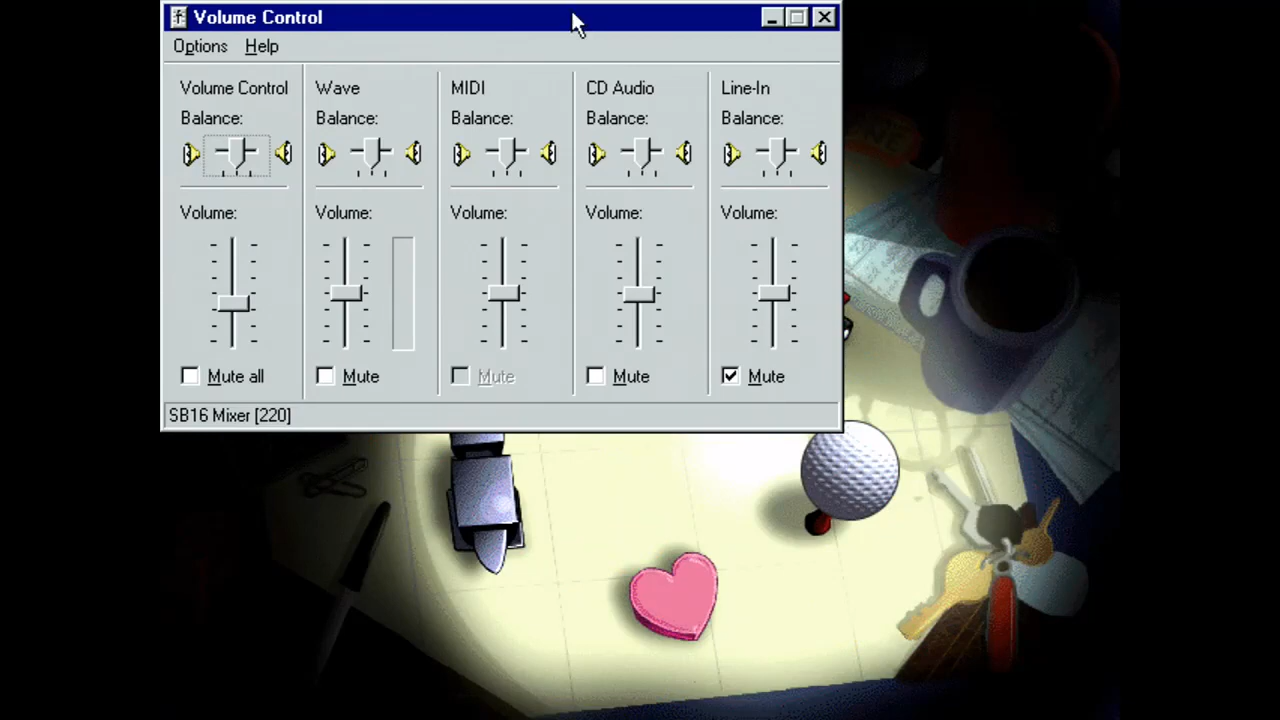 Volume Control
Options Help
Volume Control Wave MIDI CD Audio Line-In
Balance: Balance: Balance: Balance: Balance:
Volume: Volume: Volume: Volume: Volume:
Mute all Mute Mute Mute Mute
SB16 Mixer [220]